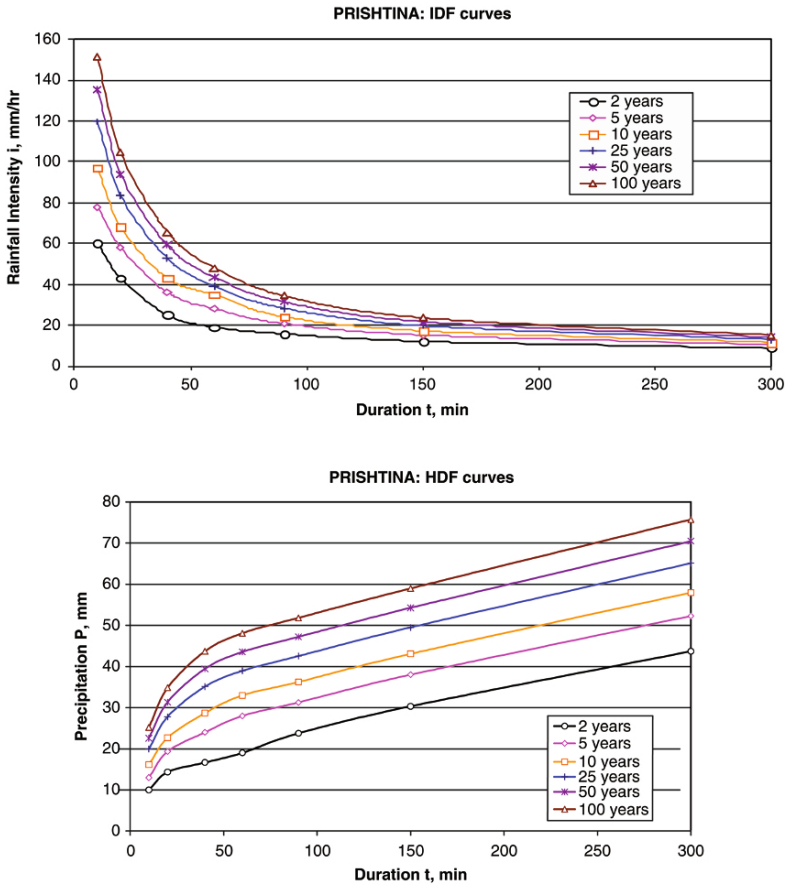 PRISHTINA: IDF curves
160
140
120
100
80
60
40
20
0
Rainfall Intensity i, mm/hr
2 years
5 years
10 years
25 years
50 years
100 years
0 50 100 150 200 250 300
Duration t, min
PRISHTINA: HDF curves
80
70
60
50
40
30
20
10
0
Precipitation P, mm
2 years
5 years
10 years
25 years
50 years
100 years
0 50 100 150 200 250 300
Duration t, min